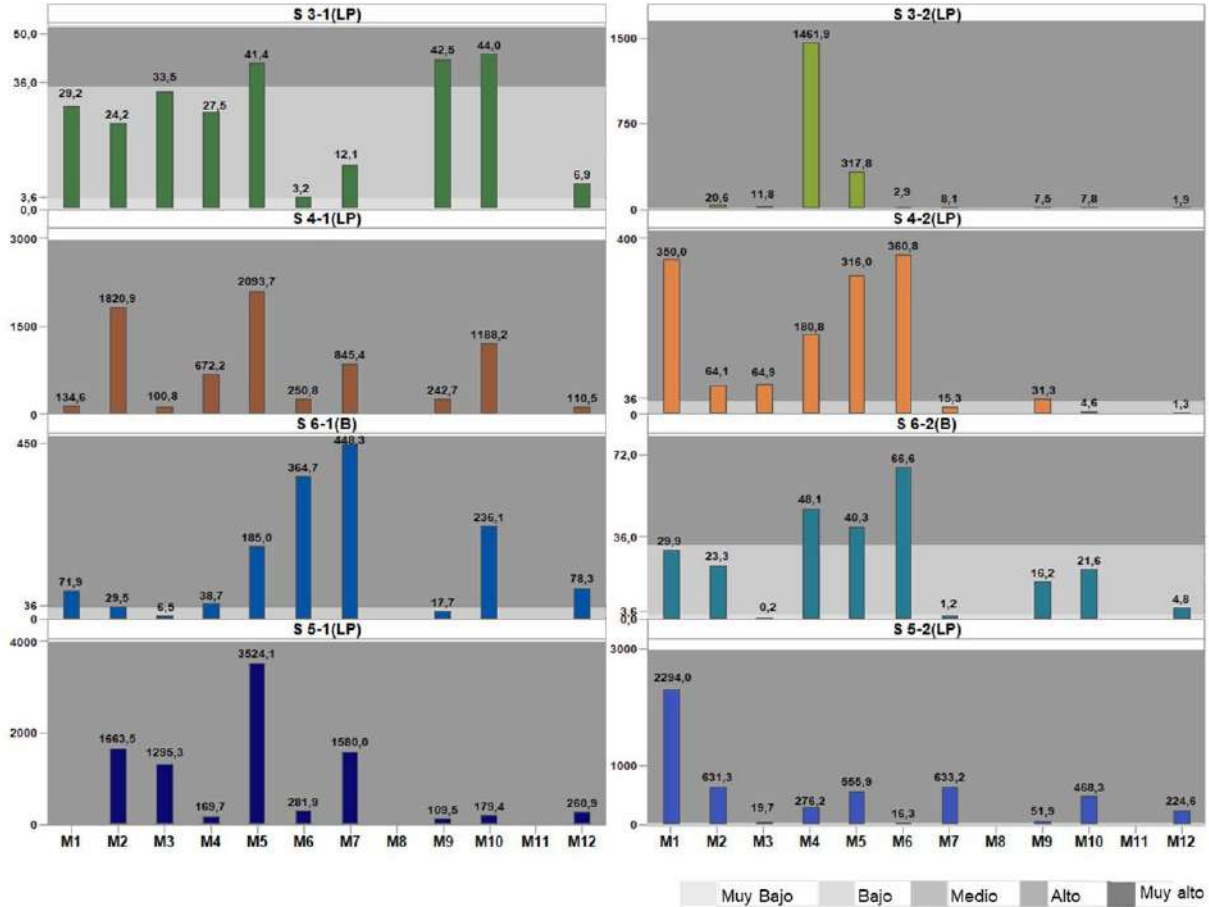 S 3-1(LP)
50,0
36,0
3,6
0,0
29,2 24,2 33,5 27,5 41,4 3,2 12,1 42,5 44,0 6,9
S 3-2(LP)
1500
750
0
20,6 11,8 1461,9 317,8 2,9 8,1 7,5 7,8 1,9
S 4-1(LP)
3000
1500
0
134,6 1820,9 100,8 672,2 2093,7 250,8 845,4 242,7 1188,2 110,5
S 4-2(LP)
400
36
0
350,0 64,1 64,9 180,8 316,0 360,8 15,3 31,3 4,6 1,3
S 6-1(B)
450
36
0
71,9 29,5 6,5 38,7 185,0 364,7 448,3 17,7 236,1 78,3
S 6-2(B)
72,0
36,0
3,6
0,0
29,9 23,3 0,2 48,1 40,3 66,6 1,2 16,2 21,6 4,8
S 5-1(LP)
4000
2000
0
1663,5 1295,3 169,7 3524,1 281,9 1580,0 109,5 179,4 260,9
M1 M2 M3 M4 M5 M6 M7 M8 M9 M10 M11 M12
S 5-2(LP)
3000
1000
0
2294,0 631,3 19,7 276,2 555,9 16,3 633,2 51,9 468,3 224,6
M1 M2 M3 M4 M5 M6 M7 M8 M9 M10 M11 M12
Muy Bajo Bajo Medio Alto Muy alto